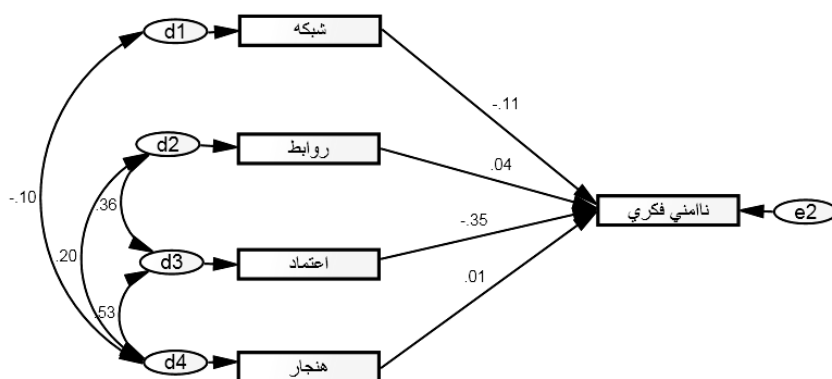 d1
شبكه
-.11
-.10
d2
روابط
.04
.36
ناامني فكري
e2
-.35
.20
d3
اعتماد
.01
.53
d4
هنجار